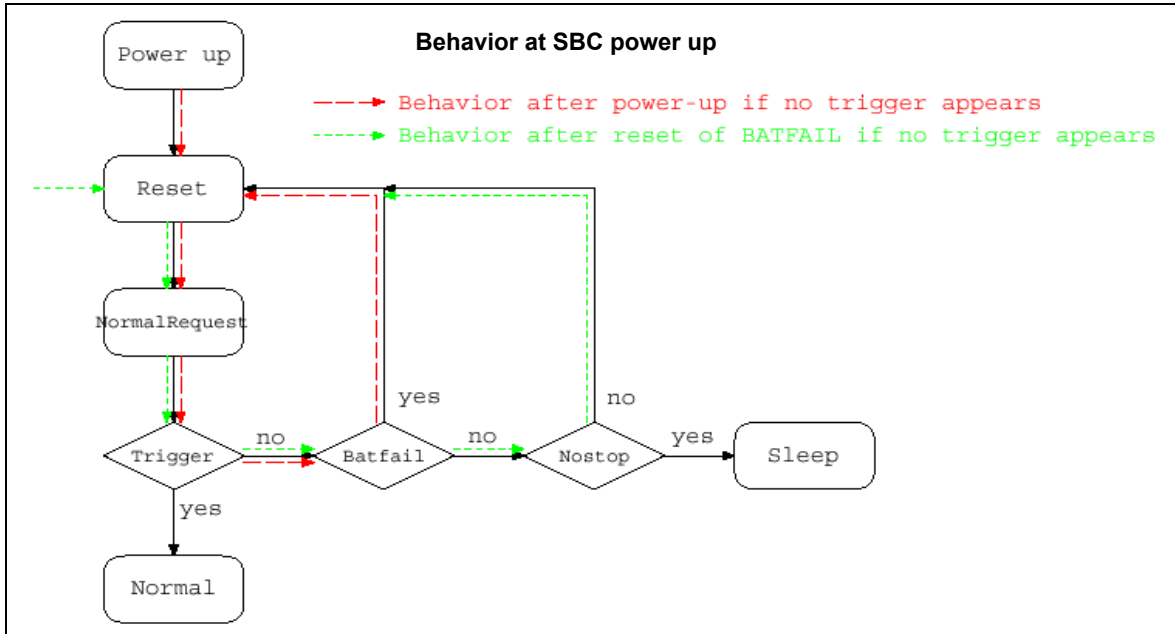 Behavior at SBC power up
Power up
Behavior after power-up if no trigger appears
Behavior after reset of BATFAIL if no trigger appears
Reset
NormalRequest
yes
no
Trigger
no
Batfail
no
Nostop
yes
Sleep
yes
Normal